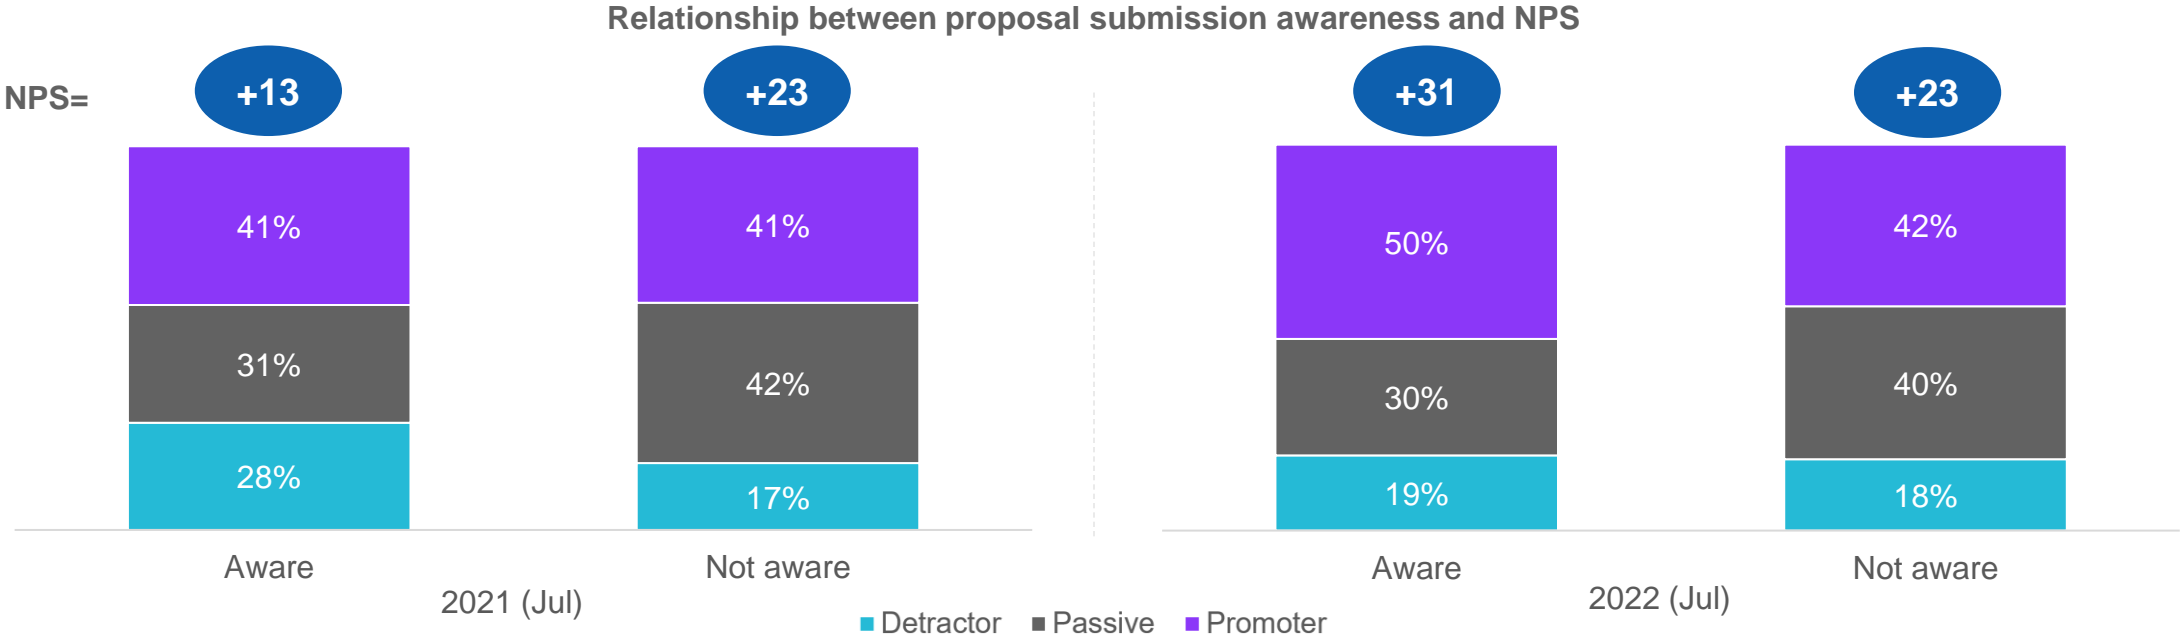 Relationship between proposal submission awareness and NPS
NPS=
+13
+23
+31
+23
41%
41%
50%
42%
31%
42%
30%
40%
28%
17%
19%
18%
Aware
Not aware
Aware
Not aware
2021 (Jul)
2022 (Jul)
Detractor
Passive
Promoter